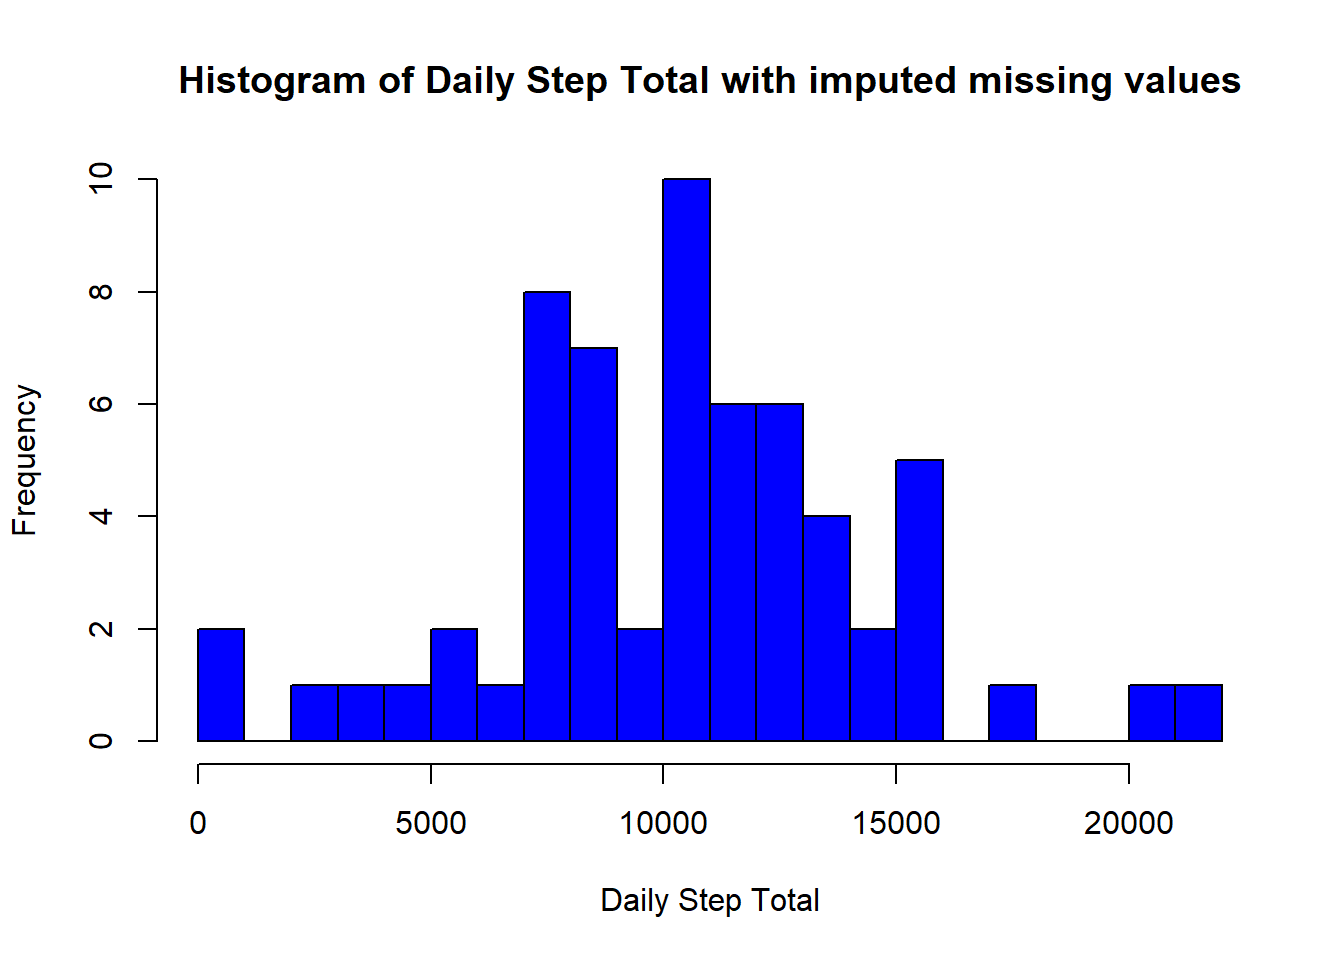 Histogram of Daily Step Total with imputed missing values
10
8
6
4
2
0
Frequency
0 5000 10000 15000 20000
Daily Step Total